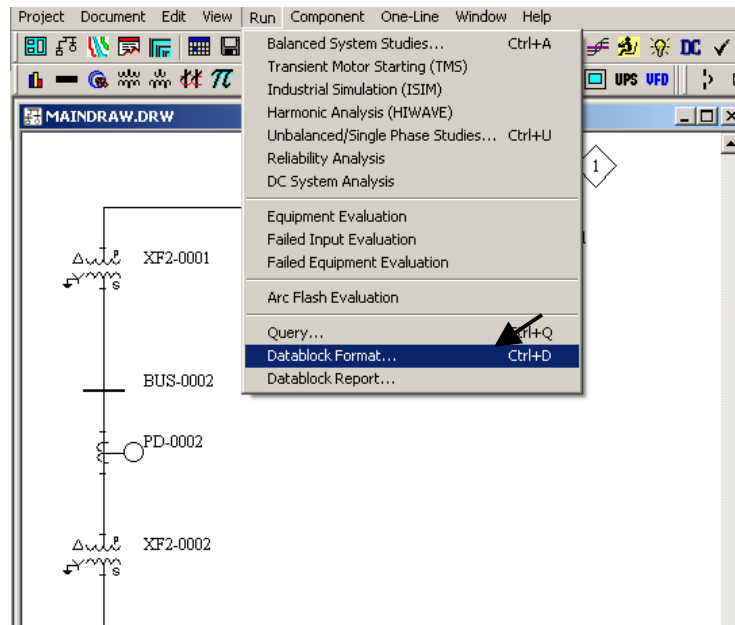 Project Document Edit View Run Component One-Line Window Help
DC
UPS VFD
Balanced System Studies... Ctrl+A
Transient Motor Starting (TMS)
Industrial Simulation (ISIM)
Harmonic Analysis (HIWAVE)
Unbalanced/Single Phase Studies... Ctrl+U
Reliability Analysis
DC System Analysis
Equipment Evaluation
Failed Input Evaluation
Failed Equipment Evaluation
Arc Flash Evaluation
Query... Ctrl+Q
Datablock Format... Ctrl+D
Datablock Report...
MAINDRAW.DRW
1
P
XF2-0001
S
BUS-0002
PD-0002
P
XF2-0002
S